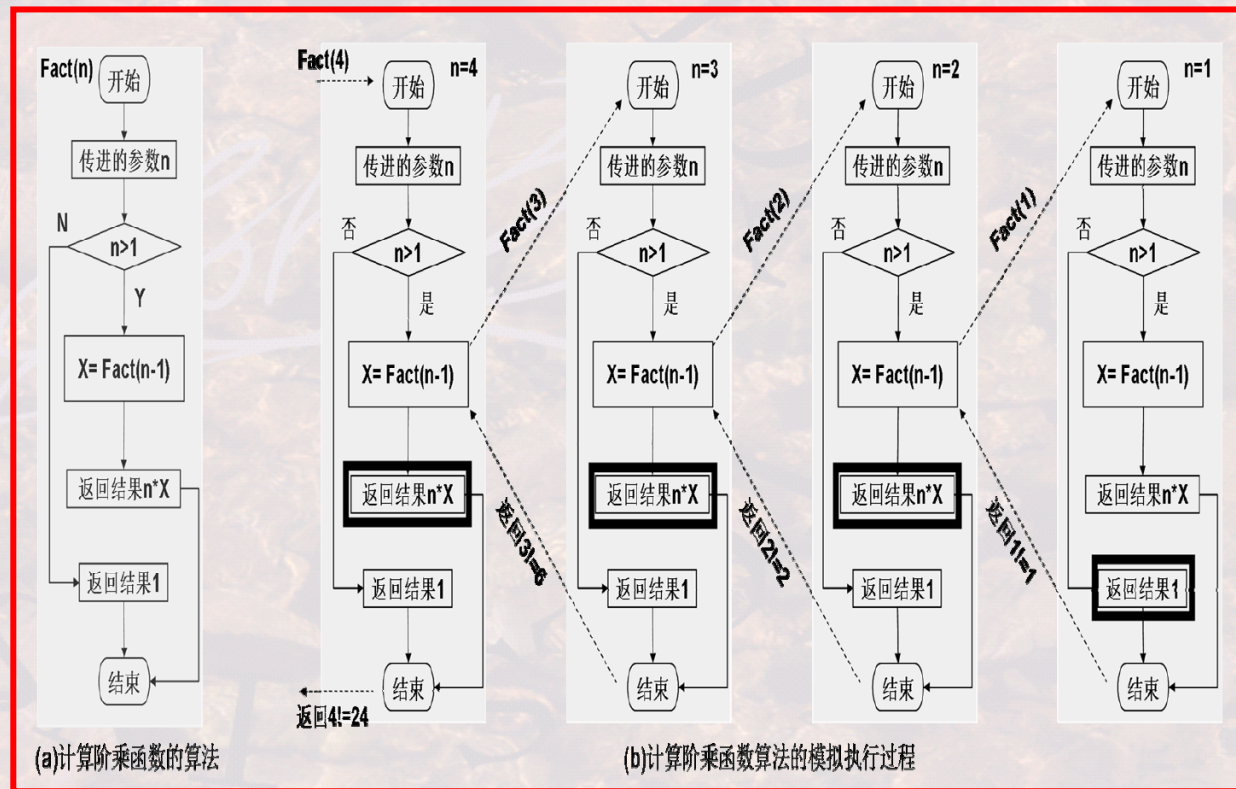 Fact(n)
开始
传进的参数n
N
n>1
Y
X= Fact(n-1)
返回结果n*X
返回结果1
结束
(a)计算阶乘函数的算法
Fact(4)
n=4
开始
传进的参数n
否
n>1
是
X= Fact(n-1)
返回结果n*X
返回结果1
结束
返回4!=24
Fact(3)
返回3!=6
n=3
开始
传进的参数n
否
n>1
是
X= Fact(n-1)
返回结果n*X
返回结果1
结束
Fact(2)
返回2!=2
n=2
开始
传进的参数n
否
n>1
是
X= Fact(n-1)
返回结果n*X
返回结果1
结束
Fact(1)
返回1!=1
n=1
开始
传进的参数n
否
n>1
是
X= Fact(n-1)
返回结果n*X
返回结果1
结束
(b)计算阶乘函数算法的模拟执行过程